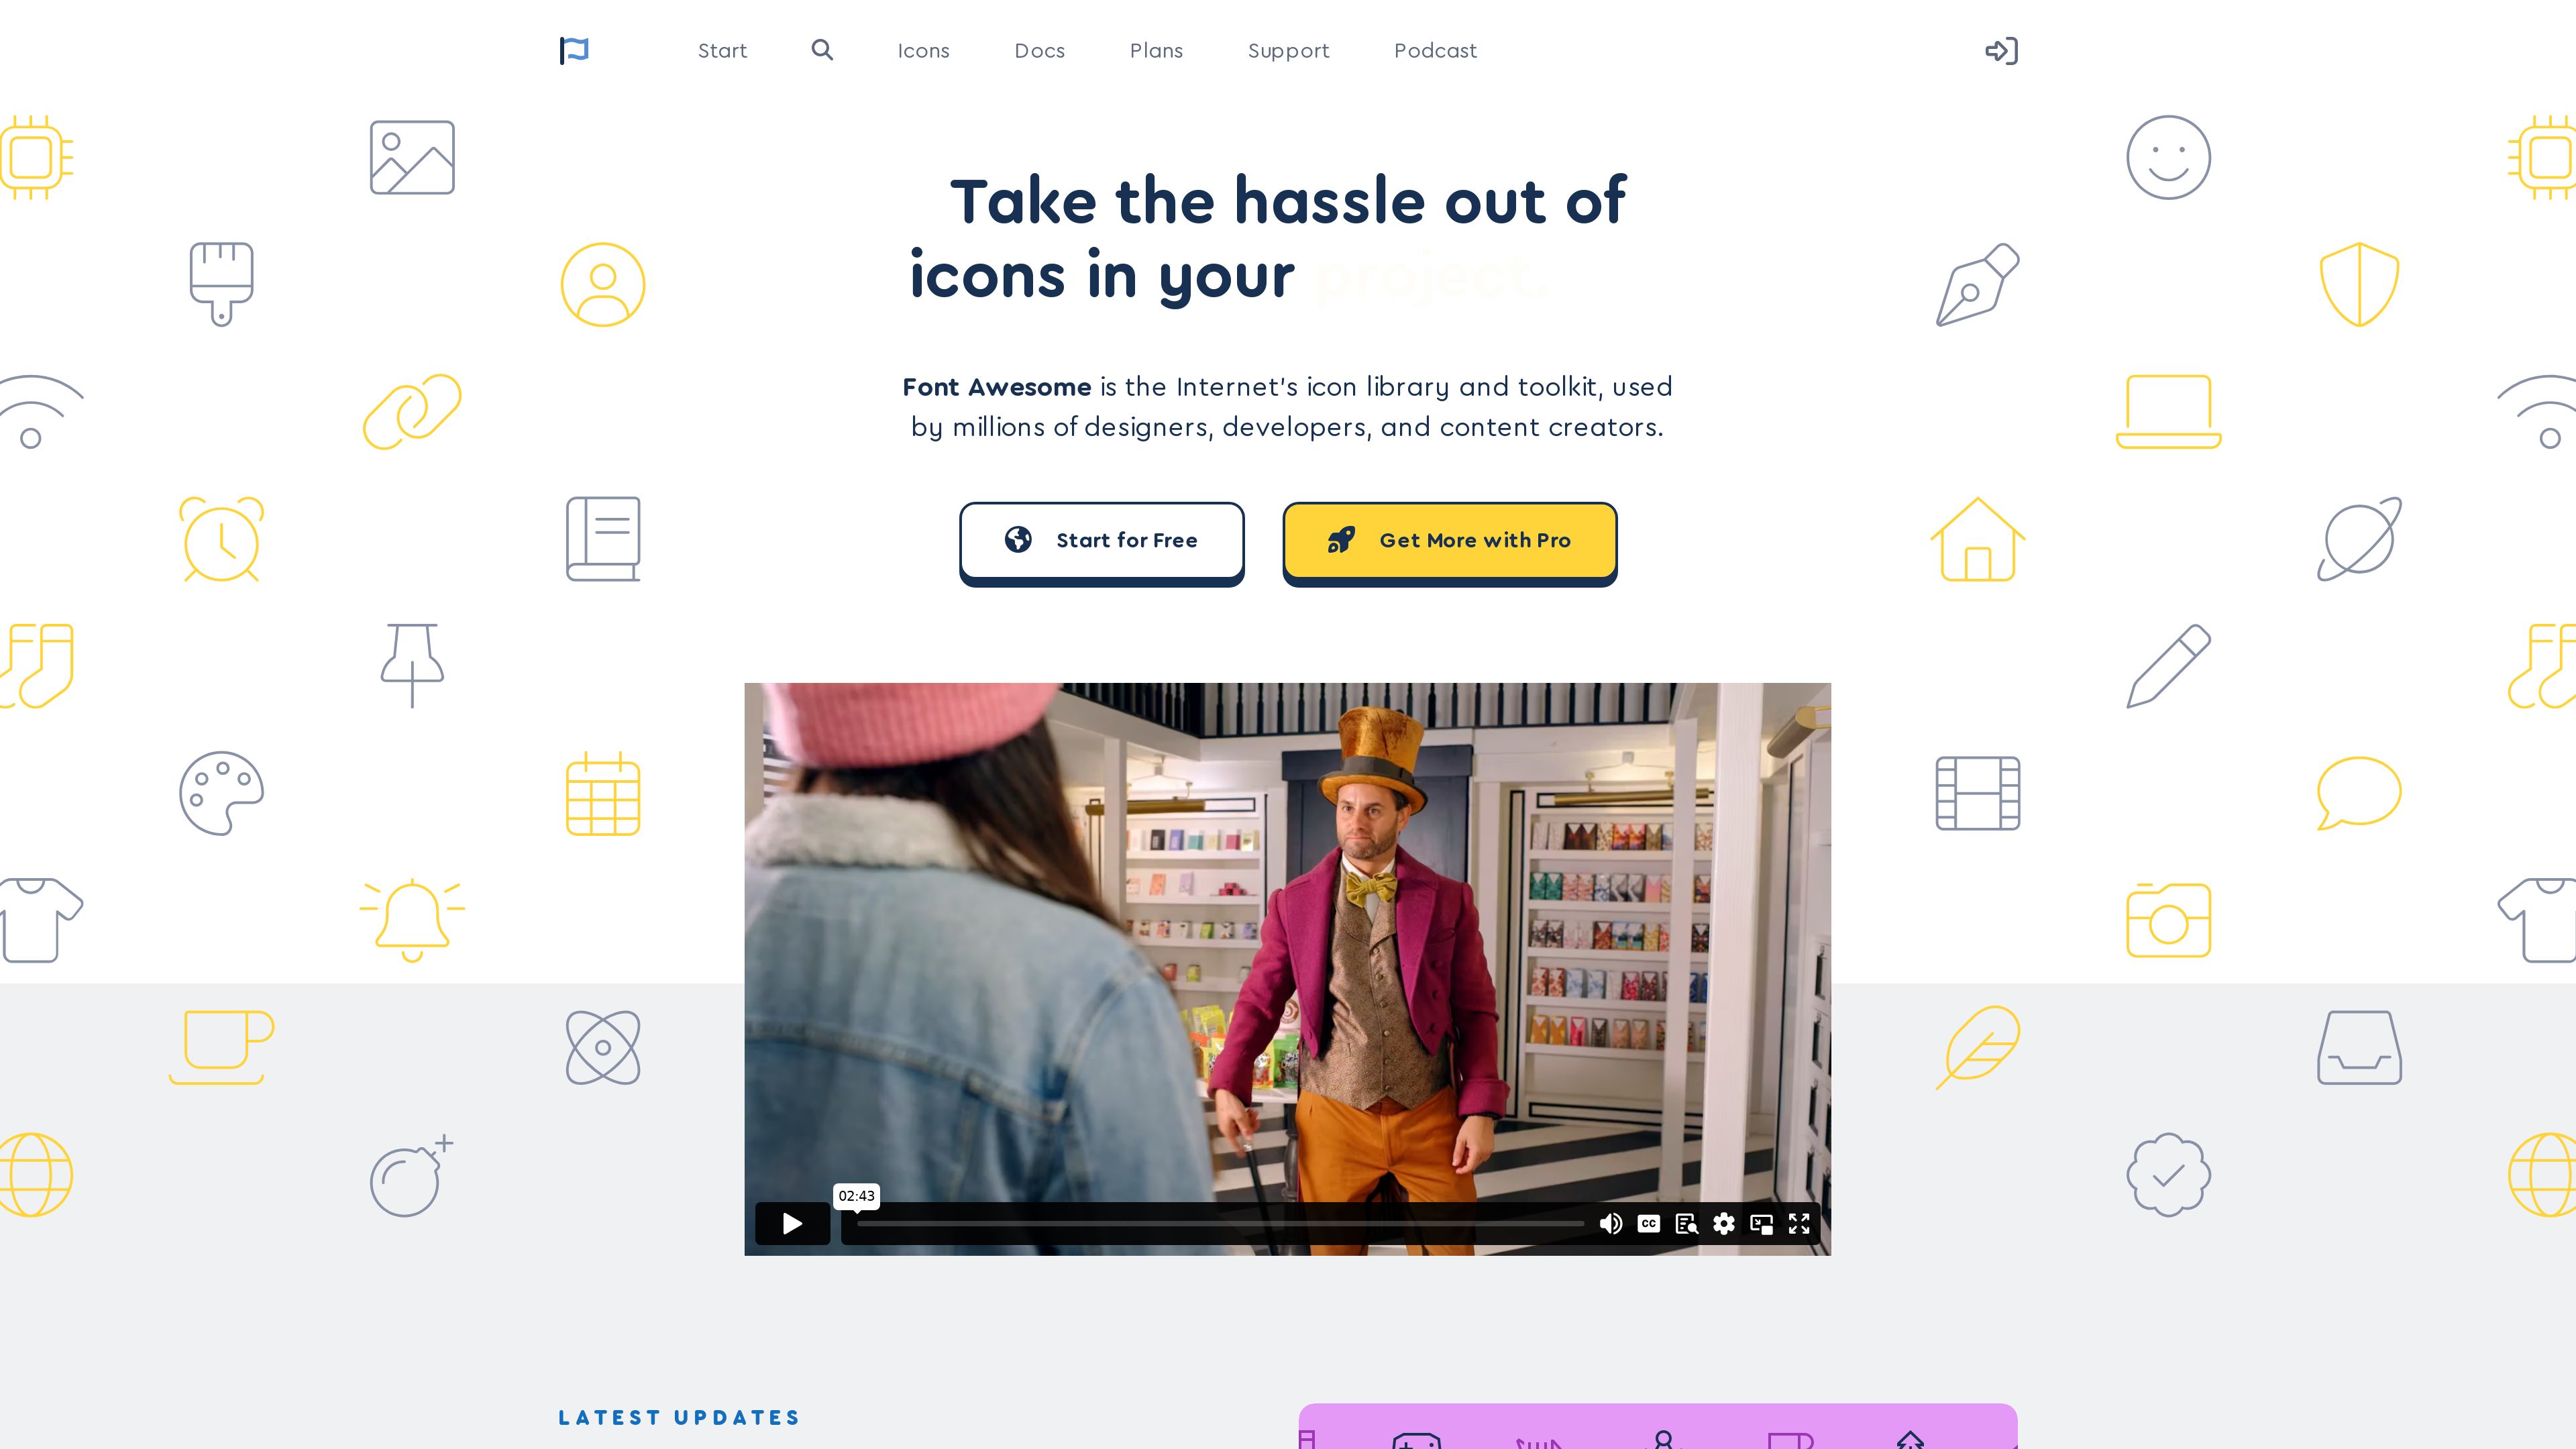 Start
Icons
Docs
Plans
Support
Podcast
Take the hassle out of
icons in your project.
Font Awesome is the Internet's icon library and toolkit, used
by millions of designers, developers, and content creators.
Start for Free
Get More with Pro
02:43
CC
LATEST UPDATES